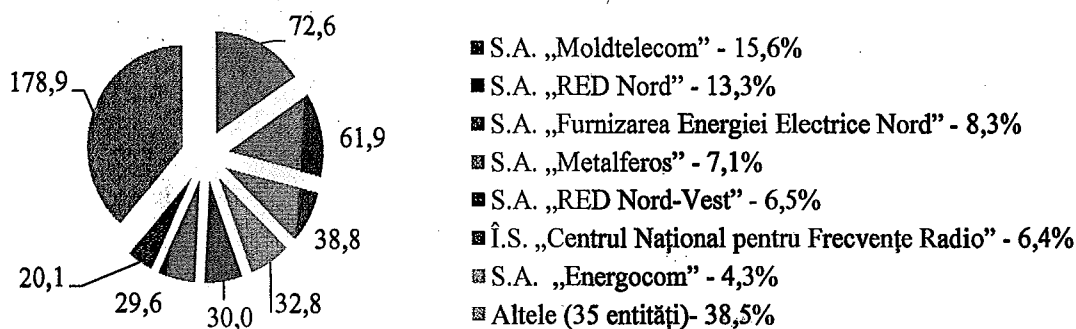 72,6
178,9
61,9
38,8
20,1
29,6
30,0
32,8
S.A. „Moldtelecom” - 15,6%
S.A. „RED Nord” - 13,3%
S.A. „Furnizarea Energiei Electrice Nord” - 8,3%
S.A. „Metalferos” - 7,1%
S.A. „RED Nord-Vest” - 6,5%
Î.S. „Centrul Național pentru Frecvențe Radio” - 6,4%
S.A. „Energocom” - 4,3%
Altele (35 entități)- 38,5%